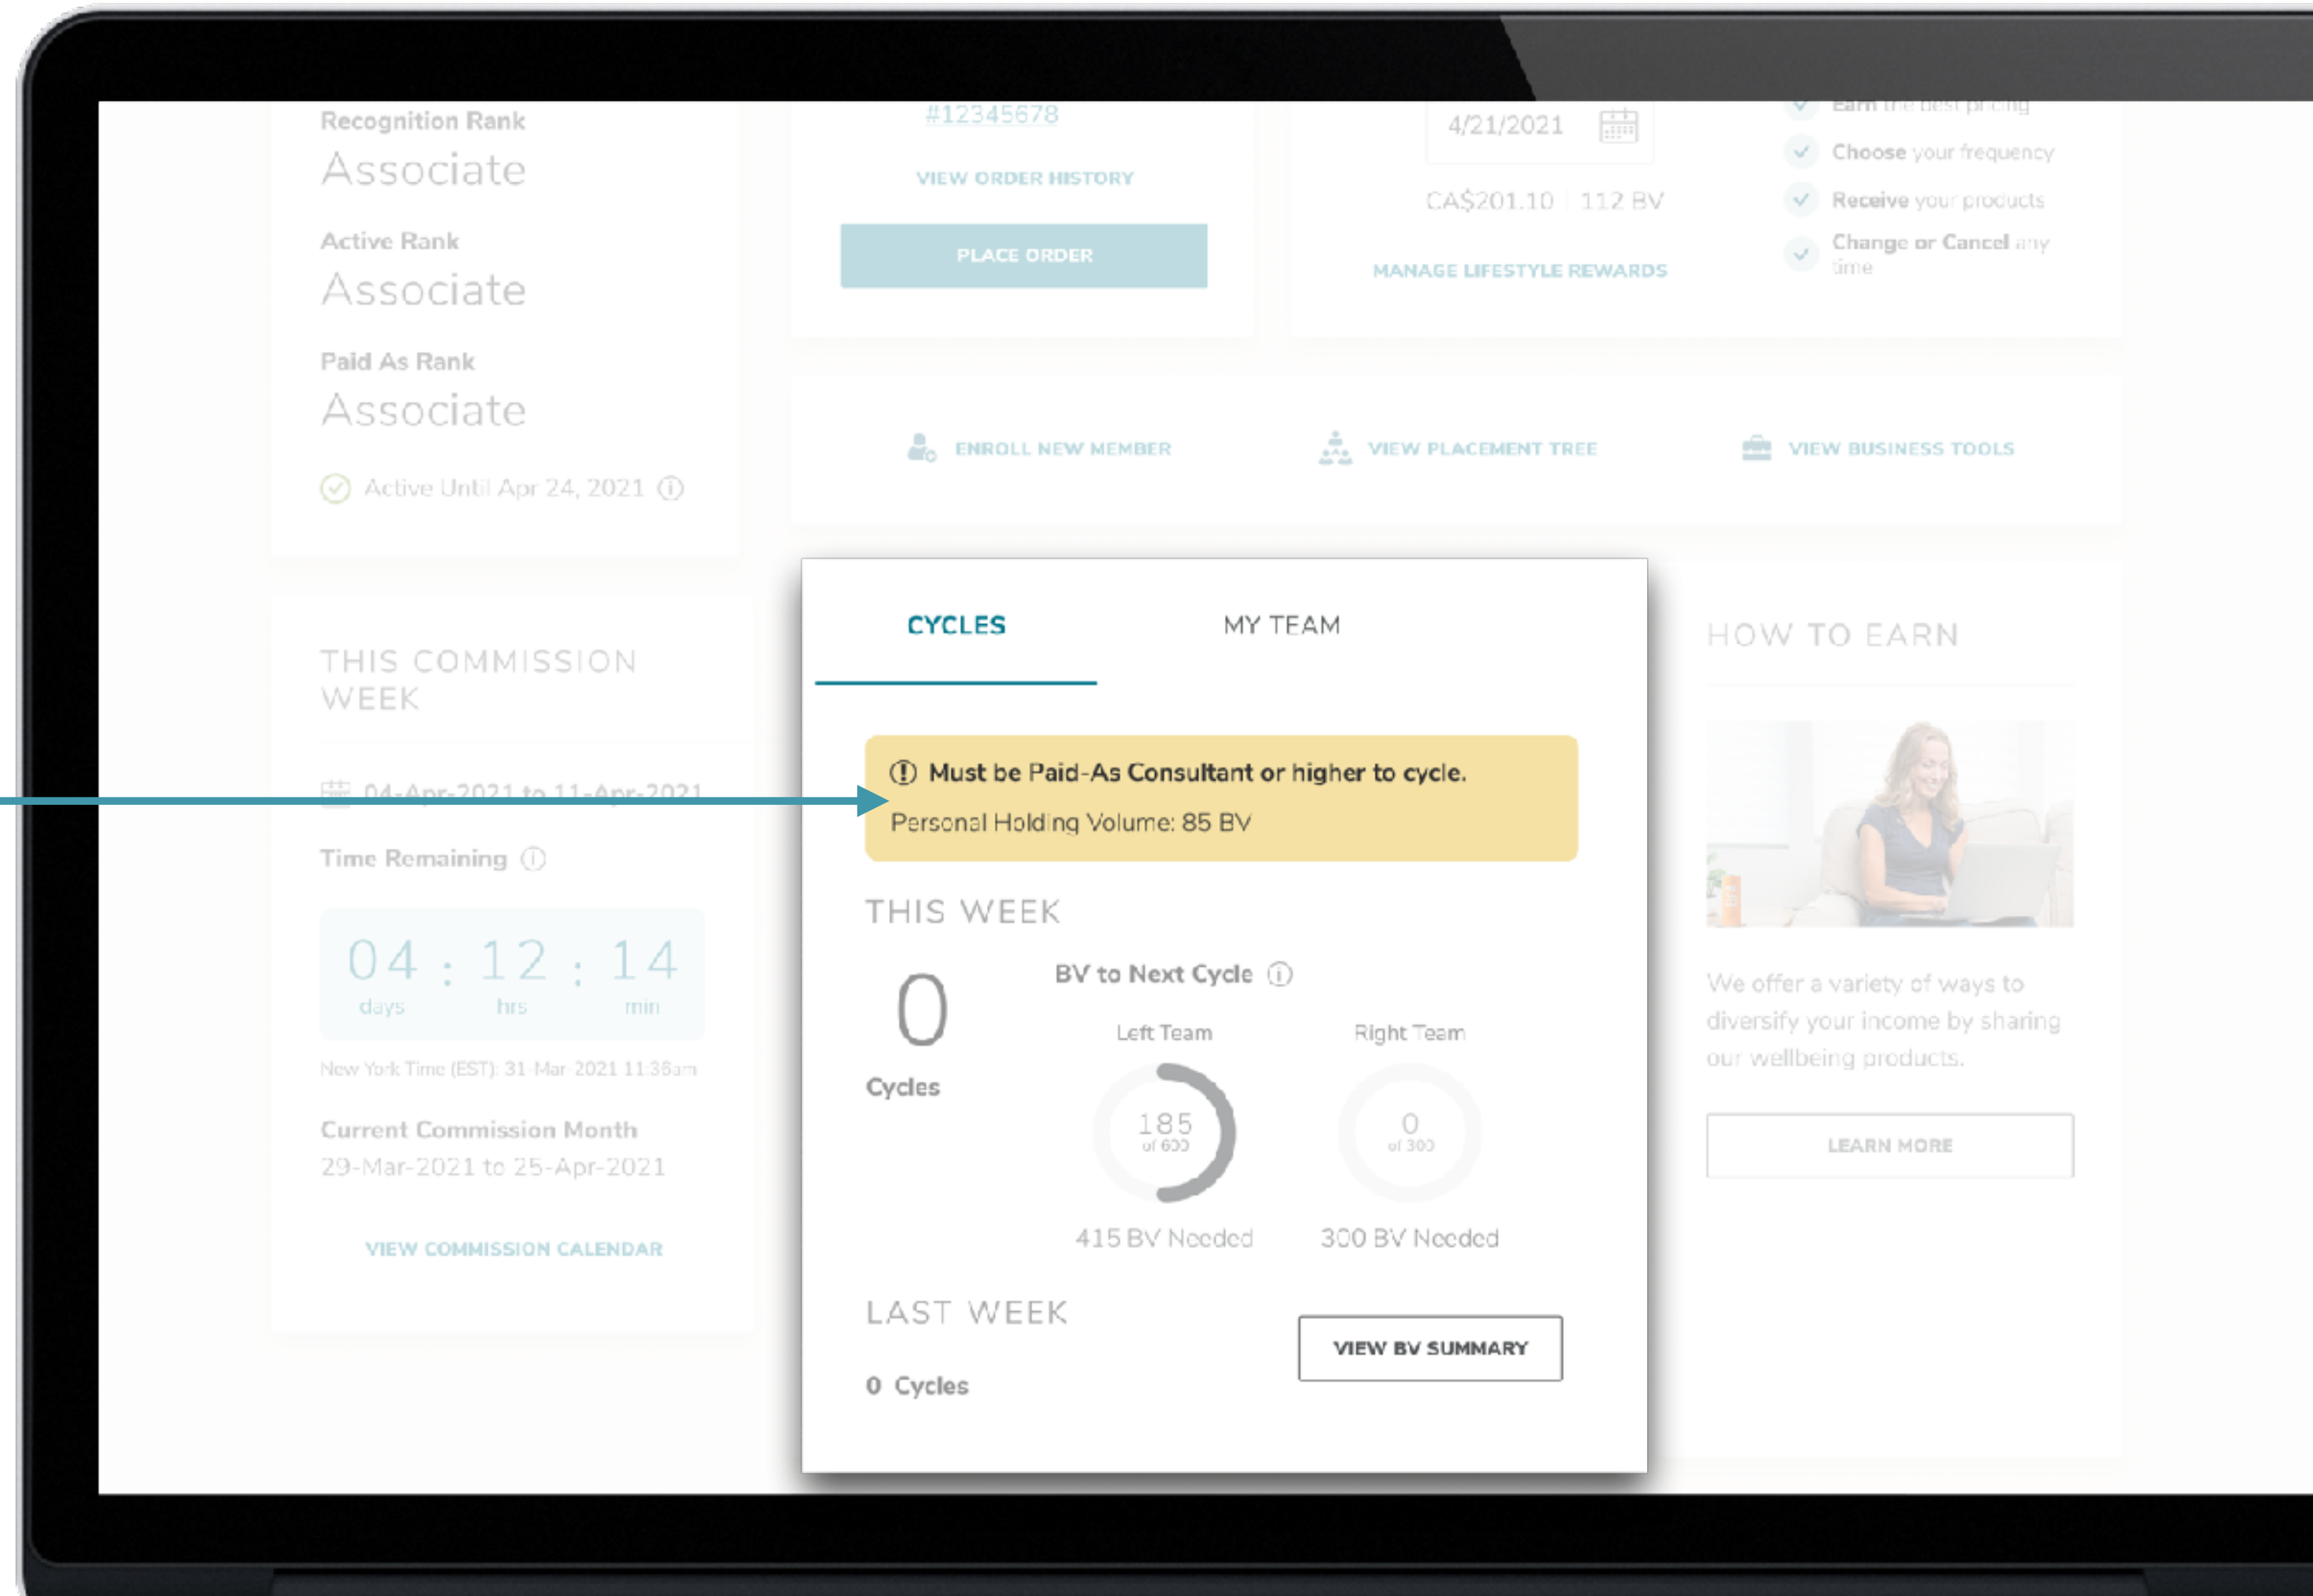 Recognition Rank
Associate
Active Rank
Associate
Paid As Rank
Associate
Active Until Apr 24, 2021
#12345678
VIEW ORDER HISTORY
PLACE ORDER
4/21/2021
CA$201.10 | 112 BV
MANAGE LIFESTYLE REWARDS
Earn the best pricing
Choose your frequency
Receive your products
Change or Cancel any
time
ENROLL NEW MEMBER
VIEW PLACEMENT TREE
VIEW BUSINESS TOOLS
THIS COMMISSION
WEEK
04-Apr-2021 to 11-Apr-2021
Time Remaining
04 : 12 : 14
days hrs min
New York Time (EST): 31-Mar-2021 11:36am
Current Commission Month
29-Mar-2021 to 25-Apr-2021
VIEW COMMISSION CALENDAR
CYCLES
MY TEAM
Must be Paid-As Consultant or higher to cycle.
Personal Holding Volume: 85 BV
THIS WEEK
0
Cycles
BV to Next Cycle
Left Team
185
of 600
415 BV Needed
Right Team
0
of 300
300 BV Needed
LAST WEEK
0 Cycles
VIEW BV SUMMARY
HOW TO EARN
We offer a variety of ways to
diversify your income by sharing
our wellbeing products.
LEARN MORE